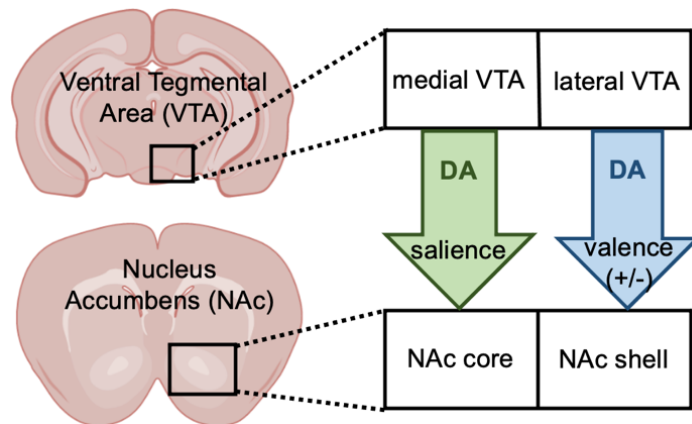 Ventral Tegmental
Area (VTA)
medial VTA
lateral VTA
DA
DA
salience
valence
(+/-)
Nucleus
Accumbens (NAc)
NAc core
NAc shell